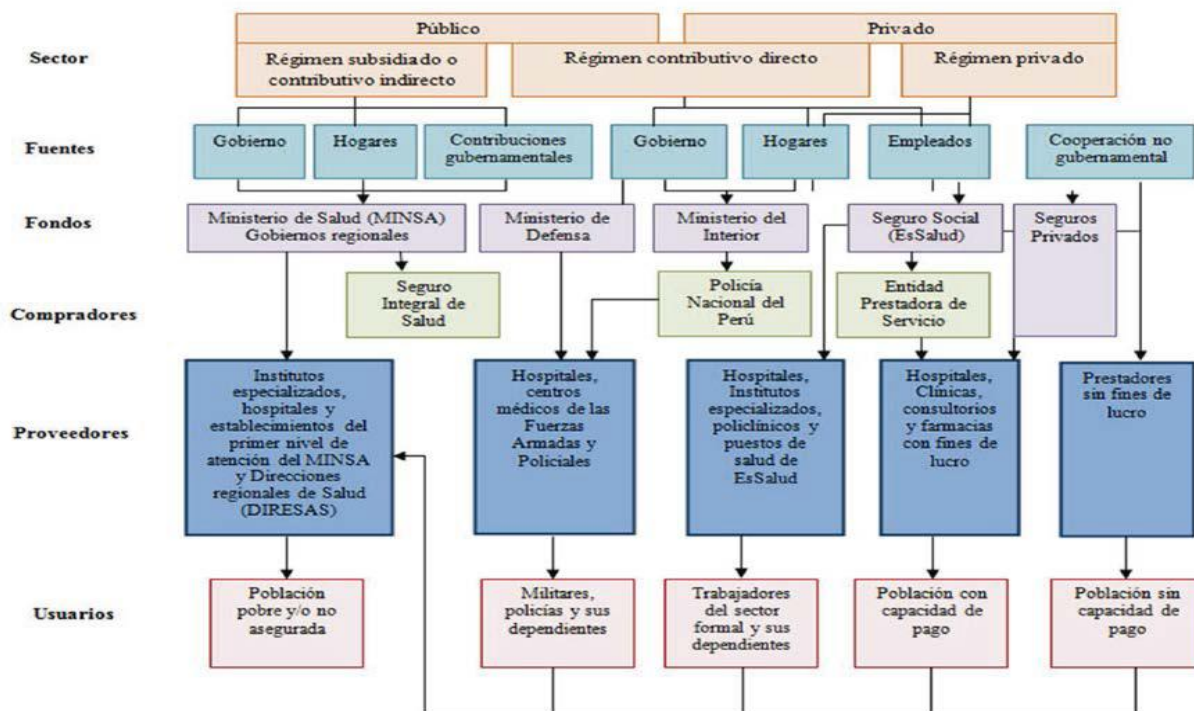 Público
Privado
Sector
Régimen subsidiado o
contributivo indirecto
Régimen contributivo directo
Régimen privado
Fuentes
Gobierno
Hogares
Contribuciones
gubernamentales
Gobierno
Hogares
Empleados
Cooperación no
gubernamental
Fondos
Ministerio de Salud (MINSA)
Gobiernos regionales
Ministerio de
Defensa
Ministerio del
Interior
Seguro Social
(EsSalud)
Seguros
Privados
Compradores
Seguro
Integral de
Salud
Policía
Nacional del
Perú
Entidad
Prestadora de
Servicio
Proveedores
Institutos
especializados,
hospitales y
establecimientos del
primer nivel de
atención del MINSA
y Direcciones
regionales de Salud
(DIRESAS)
Hospitales,
centros
médicos de las
Fuerzas
Armadas y
Policiales
Hospitales,
Institutos
especializados,
policlínicos y
puestos de
salud de
EsSalud
Hospitales,
Clínicas,
consultorios
y farmacias
con fines de
lucro
Prestadores
sin fines de
lucro
Usuarios
Población
pobre y/o no
asegurada
Militares,
policías y sus
dependientes
Trabajadores
del sector
formal y sus
dependientes
Población con
capacidad de
pago
Población sin
capacidad de
pago